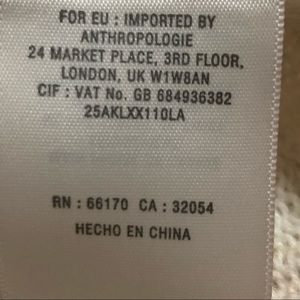 FOR EU : IMPORTED BY
ANTHROPOLOGIE
24 MARKET PLACE, 3RD FLOOR,
LONDON, UK W1W8AN
CIF : VAT No. GB 684936382
25AKLXX110LA
RN : 66170 CA : 32054
HECHO EN CHINA